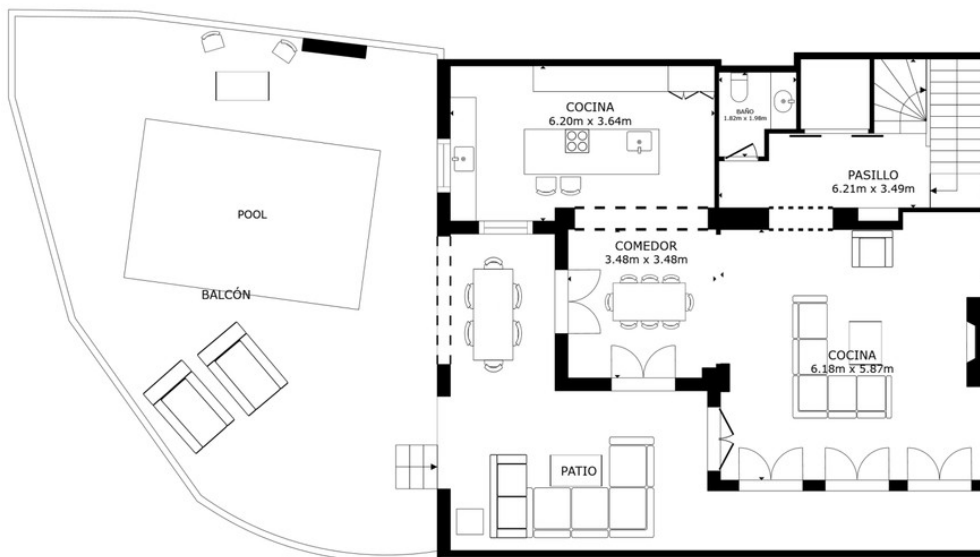 COCINA
6.20m x 3.64m
BAÑO
1.82m x 1.98m
PASILLO
6.21m x 3.49m
POOL
BALCÓN
COMEDOR
3.48m x 3.48m
COCINA
6.18m x 5.87m
PATIO